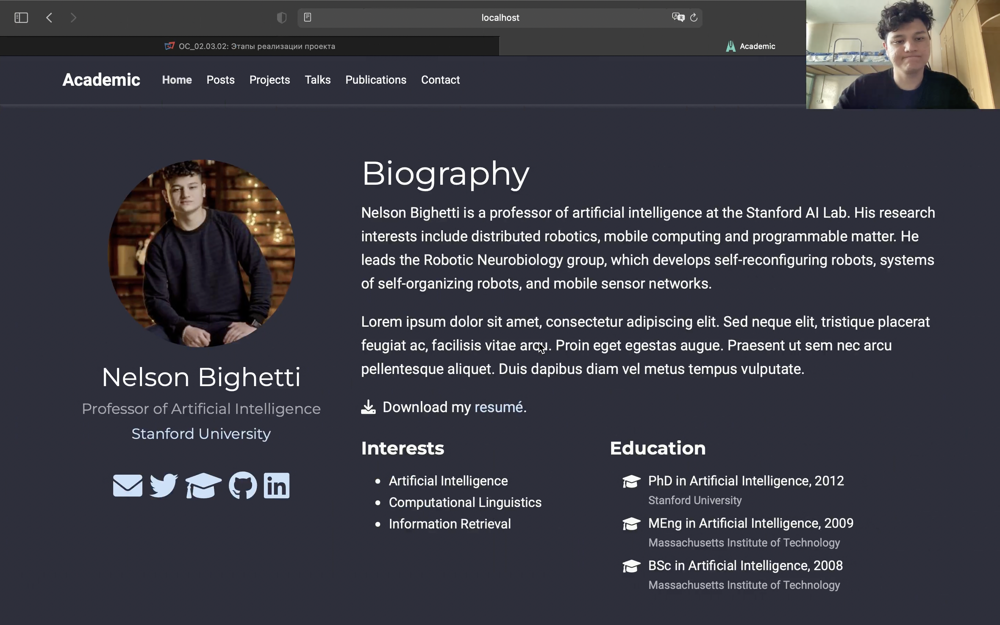 localhost
ОС_02.03.02: Этапы реализации проекта
Academic
Academic Home Posts Projects Talks Publications Contact
Biography
Nelson Bighetti is a professor of artificial intelligence at the Stanford AI Lab. His research
interests include distributed robotics, mobile computing and programmable matter. He
leads the Robotic Neurobiology group, which develops self-reconfiguring robots, systems
of self-organizing robots, and mobile sensor networks.
Lorem ipsum dolor sit amet, consectetur adipiscing elit. Sed neque elit, tristique placerat
feugiat ac, facilisis vitae arcu. Proin eget egestas augue. Praesent ut sem nec arcu
pellentesque aliquet. Duis dapibus diam vel metus tempus vulputate.
Download my resumé.
Nelson Bighetti
Professor of Artificial Intelligence
Stanford University
Interests
Artificial Intelligence
Computational Linguistics
Information Retrieval
Education
PhD in Artificial Intelligence, 2012
Stanford University
MEng in Artificial Intelligence, 2009
Massachusetts Institute of Technology
BSc in Artificial Intelligence, 2008
Massachusetts Institute of Technology